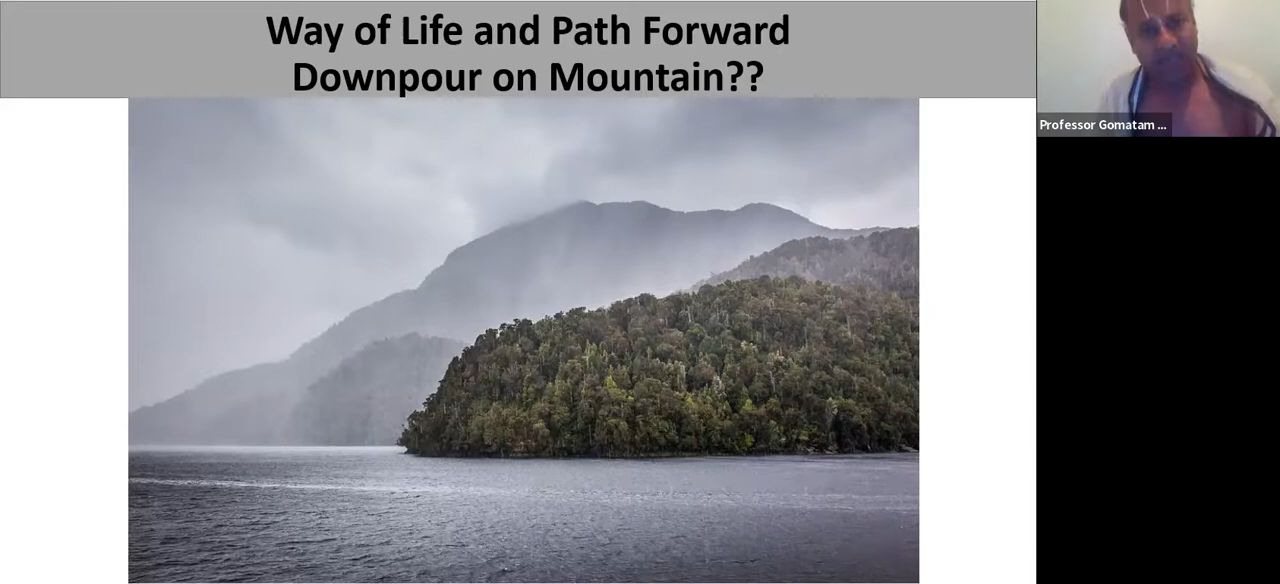 Way of Life and Path Forward
Downpour on Mountain??
Professor Gomatam ...